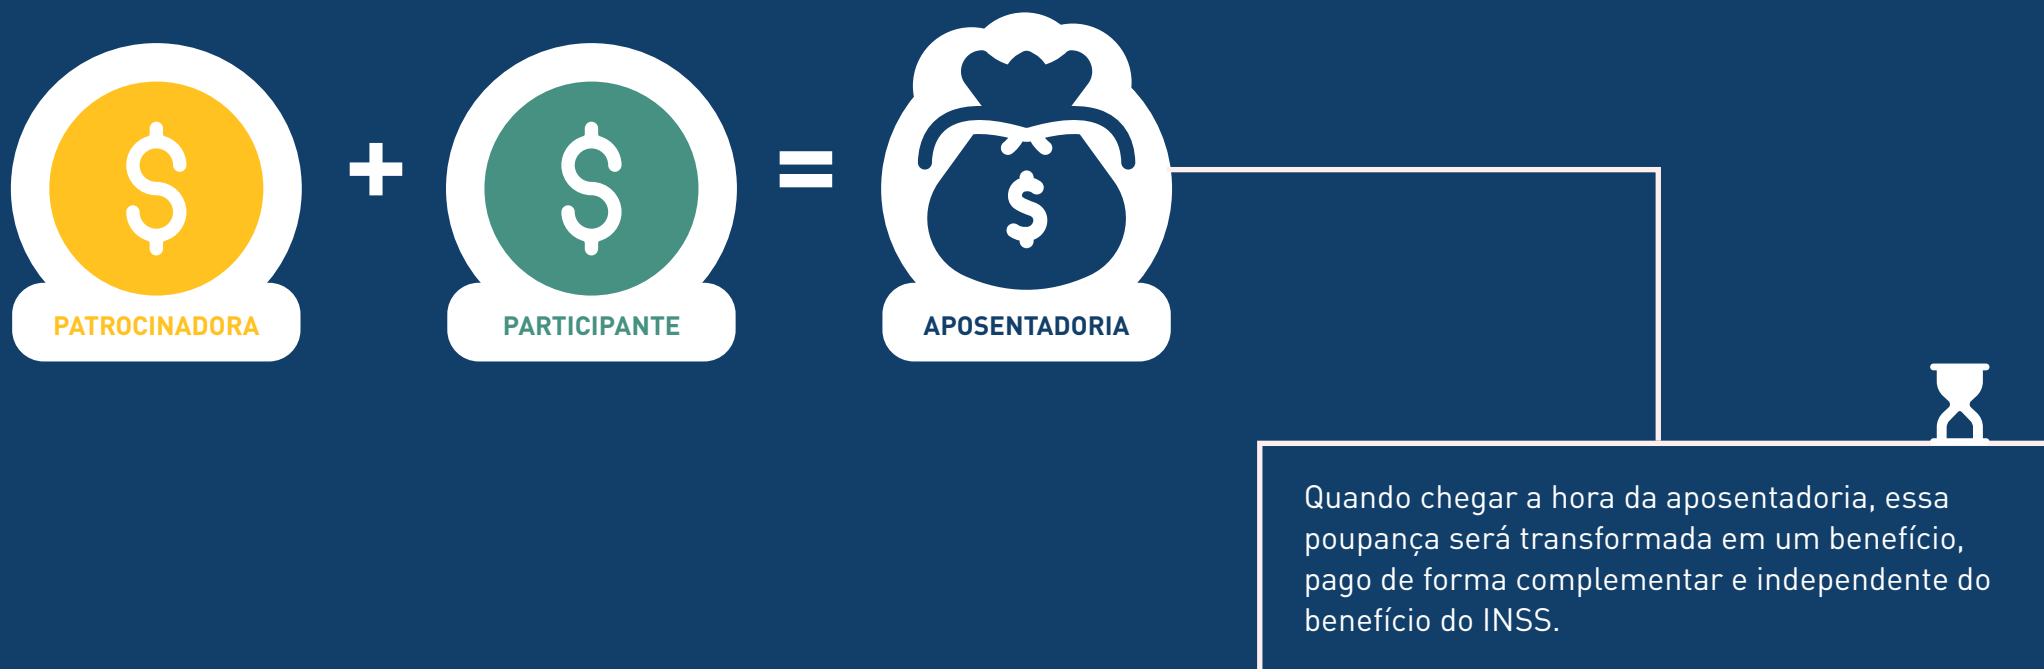 $ + $ = $
PATROCINADORA
PARTICIPANTE
APOSENTADORIA
Quando chegar a hora da aposentadoria, essa
poupança será transformada em um benefício,
pago de forma complementar e independente do
benefício do INSS.